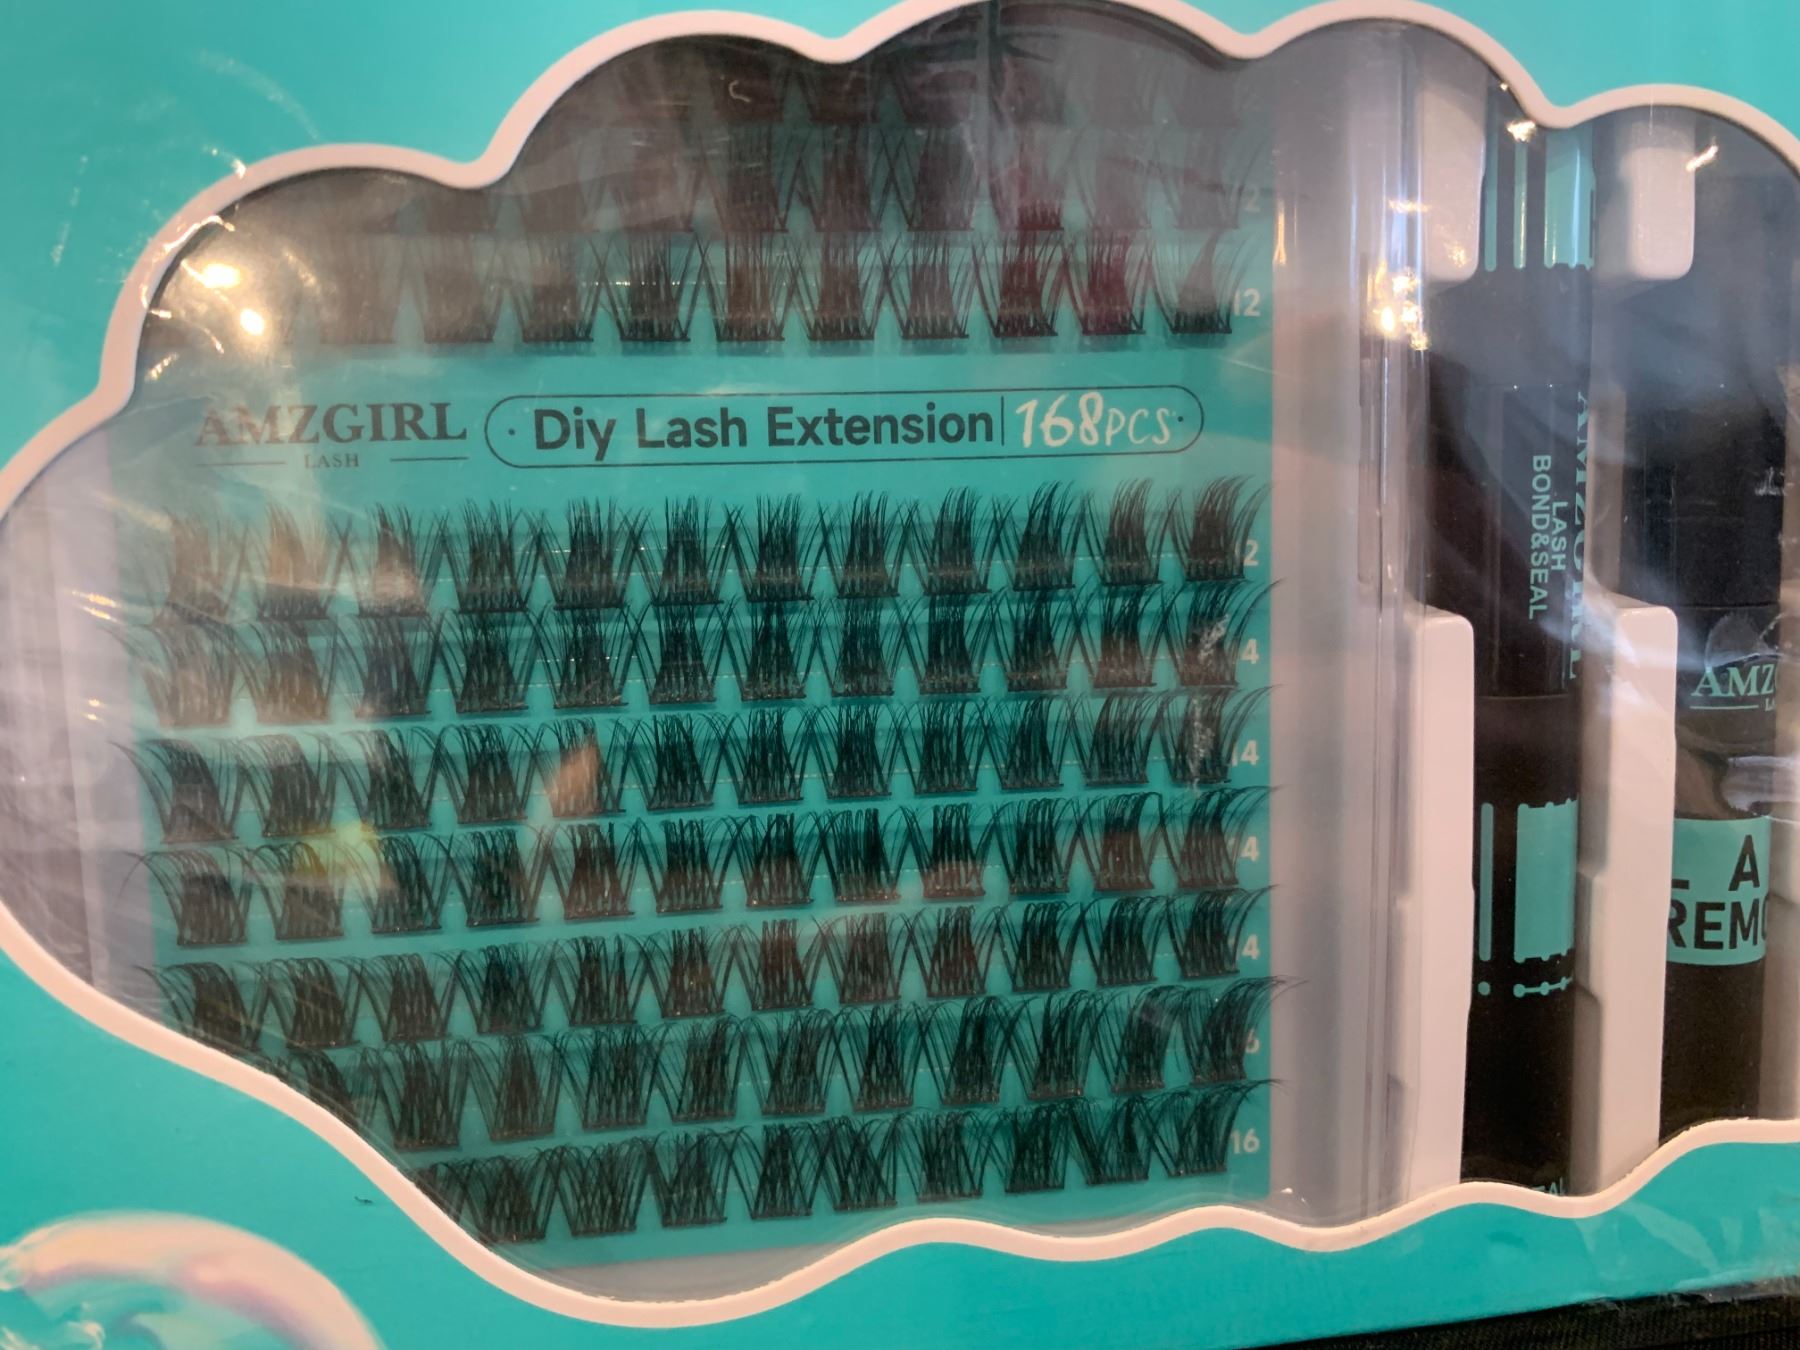 12
12
AMZGIRL
LASH
Diy Lash Extension 168PCS
12
14
14
14
14
16
16
AMZGIRL
LASH
BOND&SEAL
AMZ
L A
REMO